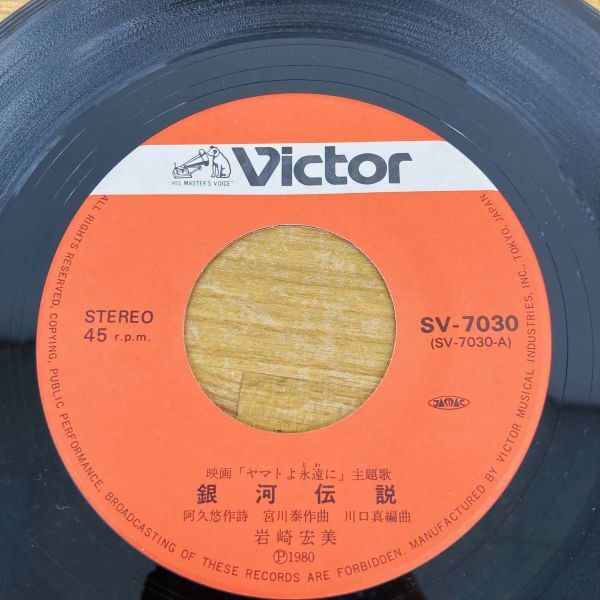 Victor
"HIS MASTER'S VOICE"
STEREO
45 r.p.m.
SV-7030
(SV-7030-A)
JASRAC
映画「ヤマトよ永遠に」主題歌
とわ
銀河伝説
阿久悠作詩 宮川泰作曲 川口真編曲
岩崎宏美
Ⓟ1980
ALL RIGHTS RESERVED, COPYING, PUBLIC PERFORMANCE, BROADCASTING OF THESE RECORDS ARE FORBIDDEN. MANUFACTURED BY VICTOR MUSICAL INDUSTRIES, INC., TOKYO, JAPAN